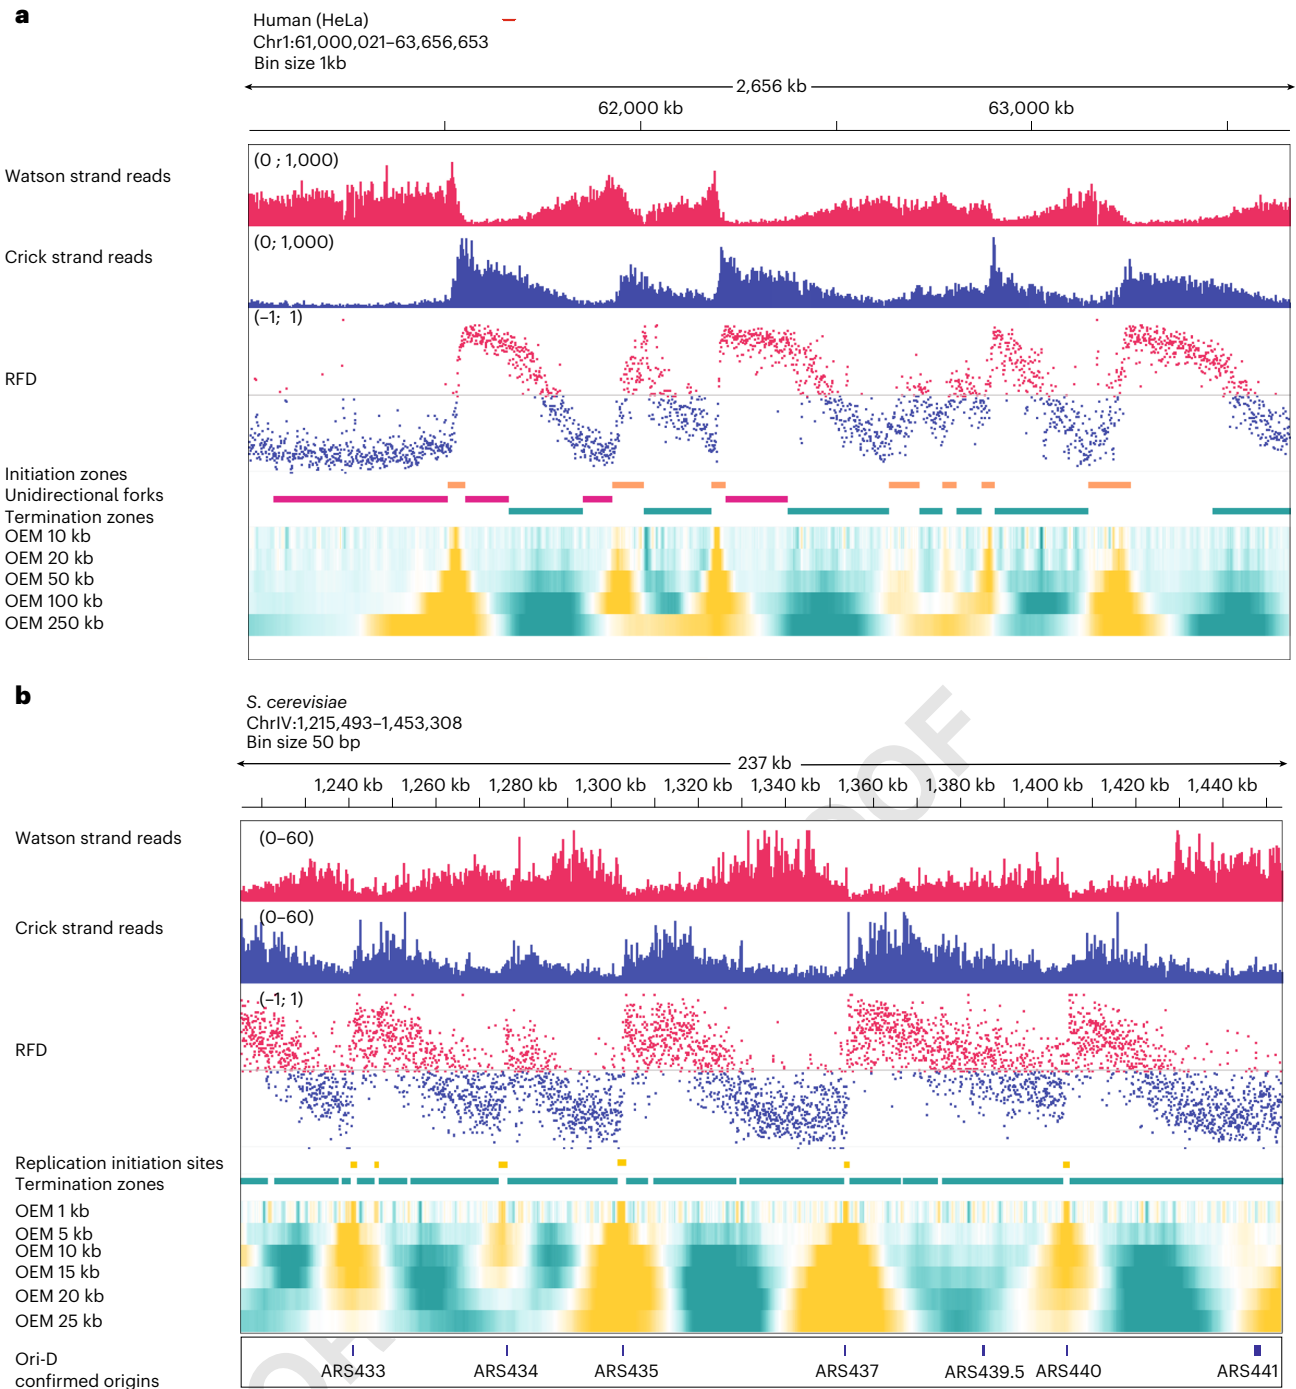 a
Human (HeLa)
Chr1:61,000,021–63,656,653
Bin size 1kb
2,656 kb
62,000 kb 63,000 kb
Watson strand reads
(0 ; 1,000)
Crick strand reads
(0; 1,000)
(–1; 1)
RFD
Initiation zones
Unidirectional forks
Termination zones
OEM 10 kb
OEM 20 kb
OEM 50 kb
OEM 100 kb
OEM 250 kb
b
S. cerevisiae
ChrIV:1,215,493–1,453,308
Bin size 50 bp
237 kb
1,240 kb 1,260 kb 1,280 kb 1,300 kb 1,320 kb 1,340 kb 1,360 kb 1,380 kb 1,400 kb 1,420 kb 1,440 kb
Watson strand reads
(0–60)
Crick strand reads
(0–60)
(–1; 1)
RFD
Replication initiation sites
Termination zones
OEM 1 kb
OEM 5 kb
OEM 10 kb
OEM 15 kb
OEM 20 kb
OEM 25 kb
Ori-D
confirmed origins
ARS433 ARS434 ARS435 ARS437 ARS439.5 ARS440 ARS441